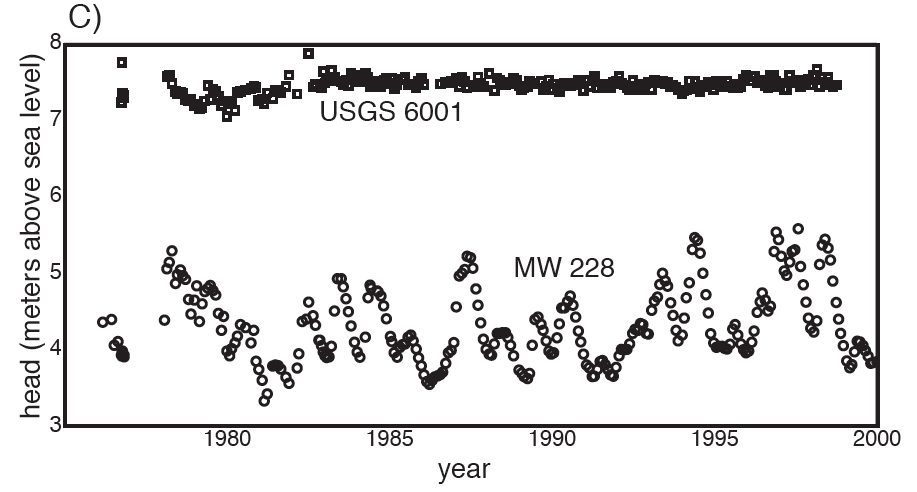 C)
head (meters above sea level)
8
7
6
5
4
3
USGS 6001
MW 228
1980 1985 1990 1995 2000
year